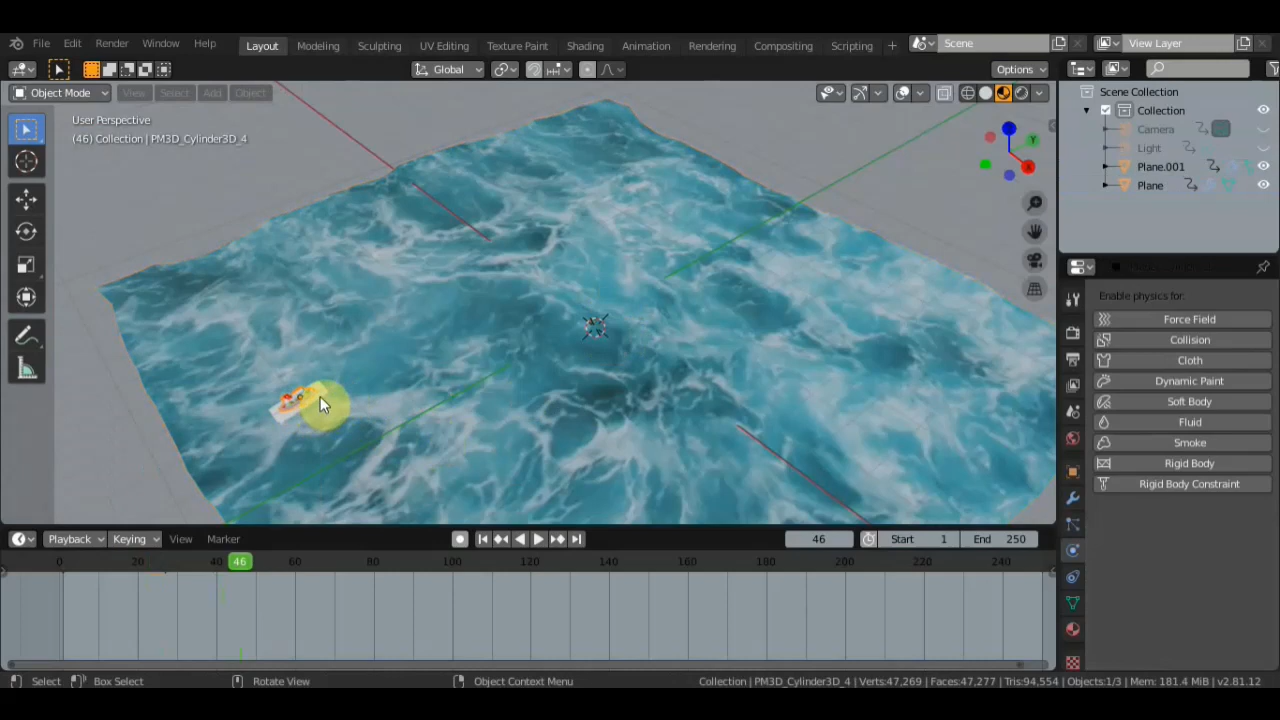 File Edit Render Window Help Layout Modeling Sculpting UV Editing Texture Paint Shading Animation Rendering Compositing Scripting + Scene View Layer
Global Options
Object Mode View Select Add Object
User Perspective
(46) Collection | PM3D_Cylinder3D_4
Y
X
Scene Collection
Collection
Camera
Light
Plane.001
Plane
Enable physics for:
Force Field
Collision
Cloth
Dynamic Paint
Soft Body
Fluid
Smoke
Rigid Body
Rigid Body Constraint
Playback Keying View Marker 46 Start 1 End 250
0 20 40 46 60 80 100 120 140 160 180 200 220 240
Select Box Select Rotate View Object Context Menu Collection | PM3D_Cylinder3D_4 | Verts:47,269 | Faces:47,277 | Tris:94,554 | Objects:1/3 | Mem: 181.4 MiB | v2.81.12